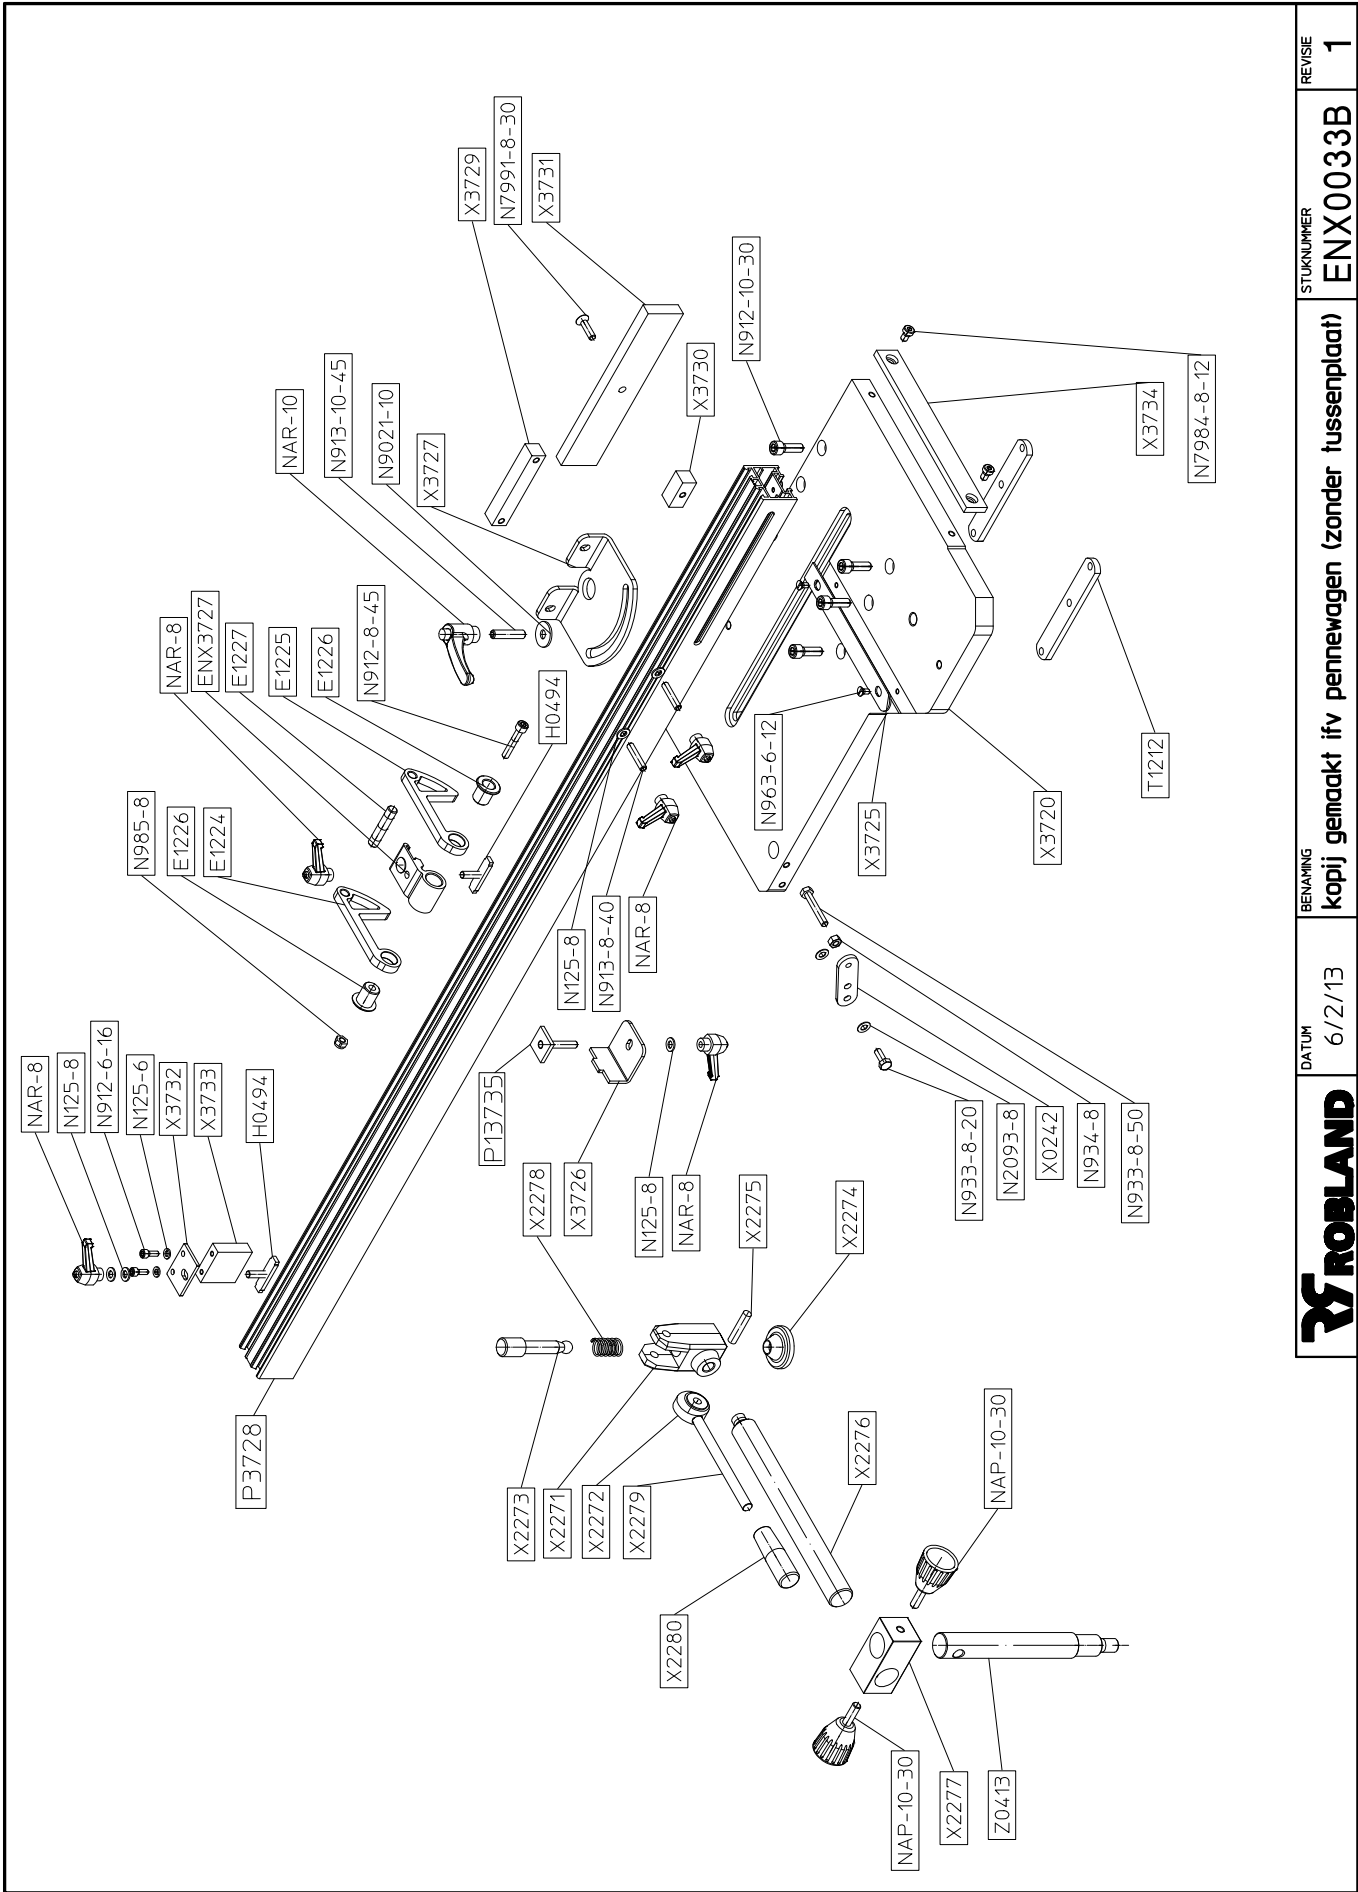 NAR-8
N125-8
N912-6-16
N125-6
X3732
X3733
H0494
P3728
N985-8
E1226
E1224
NAR-8
ENX3727
E1227
E1225
E1226
N912-8-45
H0494
NAR-10
N913-10-45
N9021-10
X3727
X3729
N7991-8-30
X3731
X3730
N912-10-30
N125-8
N913-8-40
NAR-8
P13735
X3726
N125-8
NAR-8
X2278
X2275
X2274
X2273
X2271
X2272
X2279
X2280
X2276
NAP-10-30
NAP-10-30
X2277
Z0413
N963-6-12
X3725
X3720
T1212
X3734
N7984-8-12
N933-8-20
N2093-8
X0242
N934-8
N933-8-50
ROBLAND
DATUM
6/2/13
BENAMING
kopij gemaakt ifv pennewagen (zonder tussenplaat)
STUKNUMMER
ENX0033B
REVISIE
1